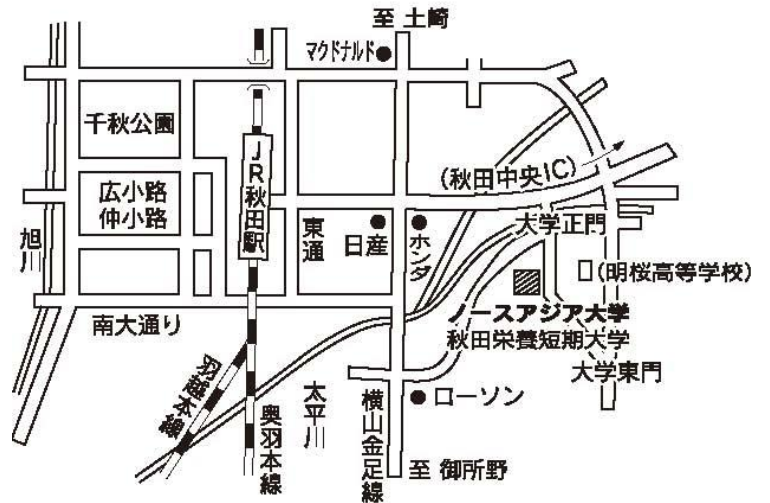 至 土崎
マクドナルド
千秋公園
JR秋田駅
(秋田中央IC)
広小路
仲小路
旭川
東通
日産
ホンダ
大学正門
(明桜高等学校)
南大通り
ノースアジア大学
秋田栄養短期大学
大学東門
羽越本線
奥羽本線
太平川
横山金足線
ローソン
至 御所野